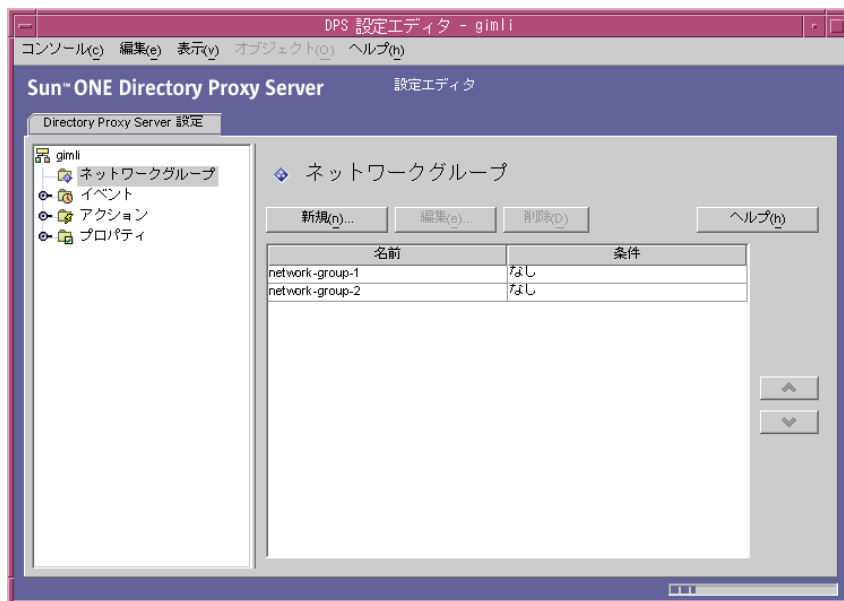 DPS 設定エディタ - gimli
コンソール(c) 編集(e) 表示(v) オブジェクト(o) ヘルプ(h)
Sun™ ONE Directory Proxy Server 設定エディタ
Directory Proxy Server 設定
gimli
ネットワークグループ
イベント
アクション
プロパティ
ネットワークグループ
新規(n)... 編集(e)... 削除(D) ヘルプ(h)
名前 条件
network-group-1 なし
network-group-2 なし